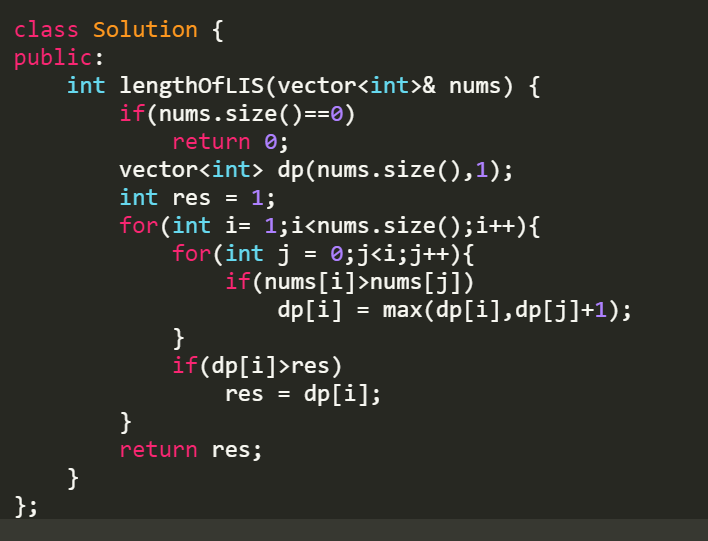 class Solution {
public:
    int lengthOfLIS(vector<int>& nums) {
        if(nums.size()==0)
            return 0;
        vector<int> dp(nums.size(),1);
        int res = 1;
        for(int i= 1;i<nums.size();i++){
            for(int j = 0;j<i;j++){
                if(nums[i]>nums[j])
                    dp[i] = max(dp[i],dp[j]+1);
            }
            if(dp[i]>res)
                res = dp[i];
        }
        return res;
    }
};